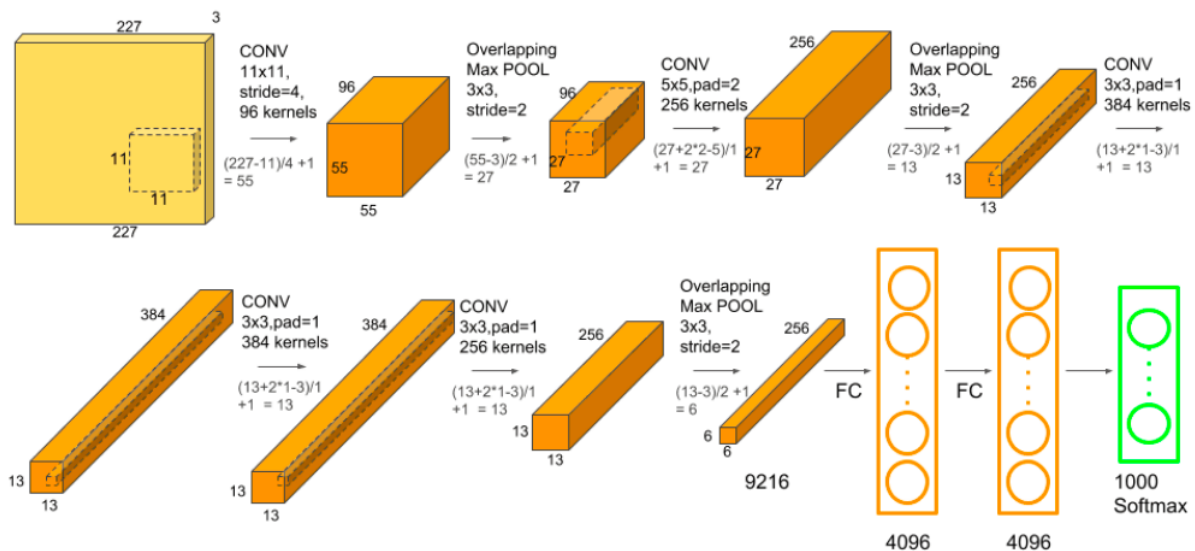 227
3
CONV
11x11,
stride=4,
96 kernels
(227-11)/4 +1
= 55
11
11
227
96
55
55
Overlapping
Max POOL
3x3,
stride=2
(55-3)/2 +1
= 27
96
27
27
CONV
5x5,pad=2
256 kernels
(27+2*2-5)/1
+1 = 27
256
27
27
Overlapping
Max POOL
3x3,
stride=2
(27-3)/2 +1
= 13
256
13
13
CONV
3x3,pad=1
384 kernels
(13+2*1-3)/1
+1 = 13
384
13
13
CONV
3x3,pad=1
384 kernels
(13+2*1-3)/1
+1 = 13
384
13
13
CONV
3x3,pad=1
256 kernels
(13+2*1-3)/1
+1 = 13
256
13
13
Overlapping
Max POOL
3x3,
stride=2
(13-3)/2 +1
= 6
256
6
6
9216
FC
4096
FC
4096
1000
Softmax